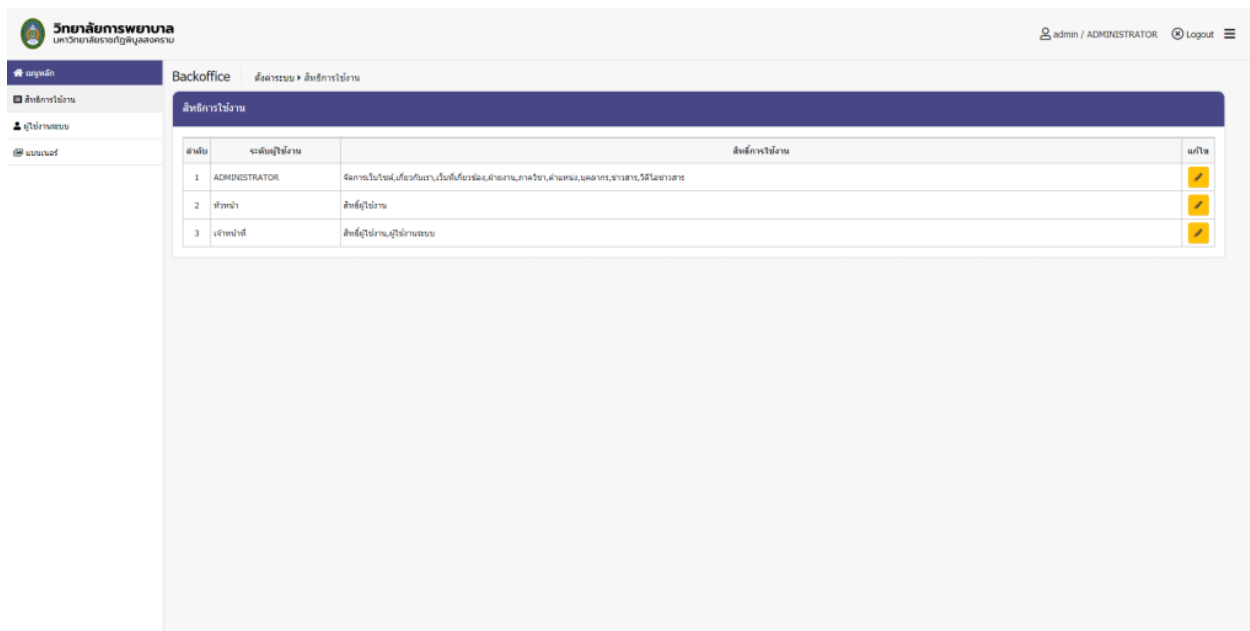 วิทยาลัยการพยาบาล
มหาวิทยาลัยราชภัฏพิบูลสงคราม
admin / ADMINISTRATOR Logout
เมนูหลัก
สิทธิการใช้งาน
ผู้ใช้งานระบบ
แบนเนอร์
Backoffice ตั้งค่าระบบ สิทธิการใช้งาน
สิทธิการใช้งาน
ลำดับ ระดับผู้ใช้งาน สิทธิ์การใช้งาน แก้ไข
1 ADMINISTRATOR จัดการเว็บไซต์,เกี่ยวกับเรา,เว็บที่เกี่ยวข้อง,ฝ่ายงาน,ภาควิชา,ตำแหน่ง,บุคลากร,ข่าวสาร,วีดีโอข่าวสาร
2 หัวหน้า สิทธิ์ผู้ใช้งาน
3 เจ้าหน้าที่ สิทธิ์ผู้ใช้งาน,ผู้ใช้งานระบบ